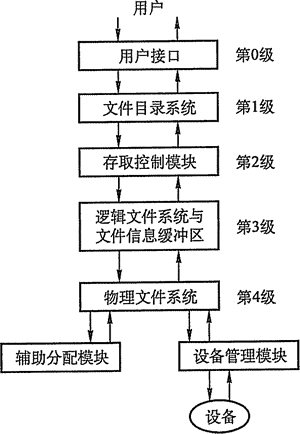 用户
用户接口
第0级
文件目录系统
第1级
存取控制模块
第2级
逻辑文件系统与
文件信息缓冲区
第3级
物理文件系统
第4级
辅助分配模块
设备管理模块
设备